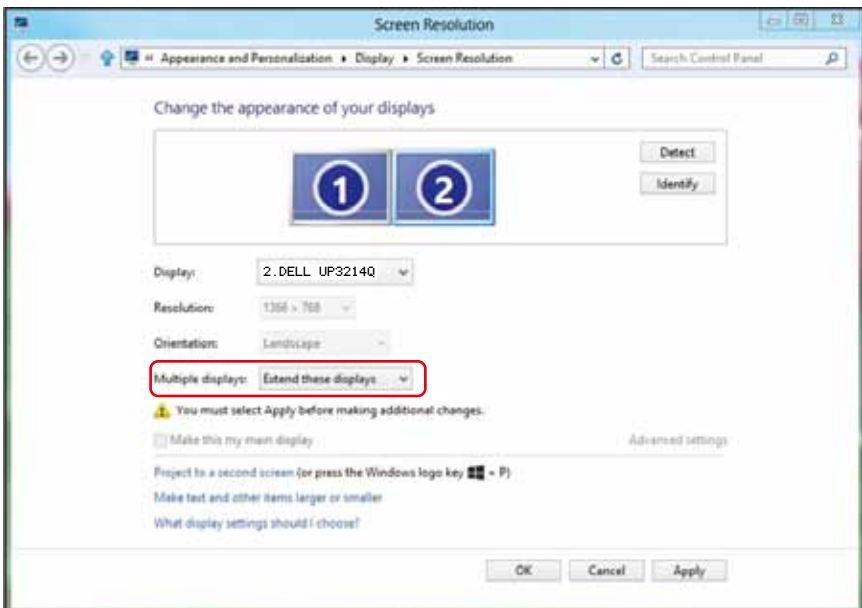 Screen Resolution
« Appearance and Personalization ▸ Display ▸ Screen Resolution
Search Control Panel
Change the appearance of your displays
1 2
Detect
Identify
Display: 2.DELL UP3214Q
Resolution: 1366 × 768
Orientation: Landscape
Multiple displays: Extend these displays
You must select Apply before making additional changes.
Make this my main display Advanced settings
Project to a second screen (or press the Windows logo key + P)
Make text and other items larger or smaller
What display settings should I choose?
OK Cancel Apply